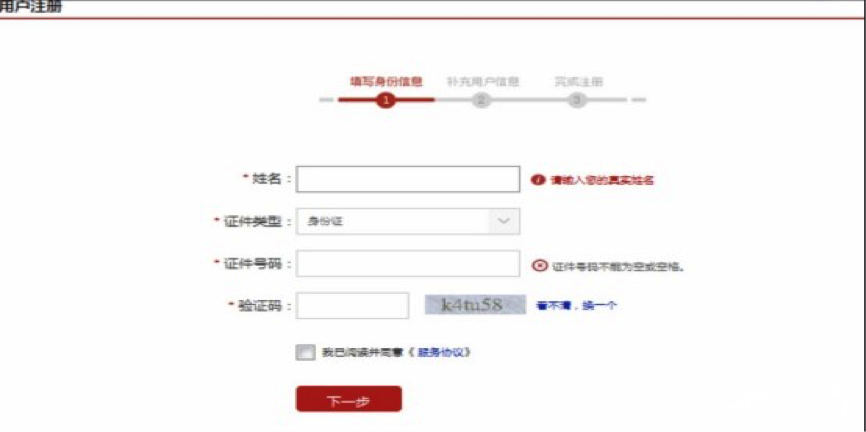 用户注册
填写身份信息 补充用户信息 完成注册
1 2 3
*姓名： 请输入您的真实姓名
*证件类型： 身份证
*证件号码： 证件号码不能为空或空格。
*验证码： k4tu58 看不清，换一个
我已阅读并同意《服务协议》
下一步